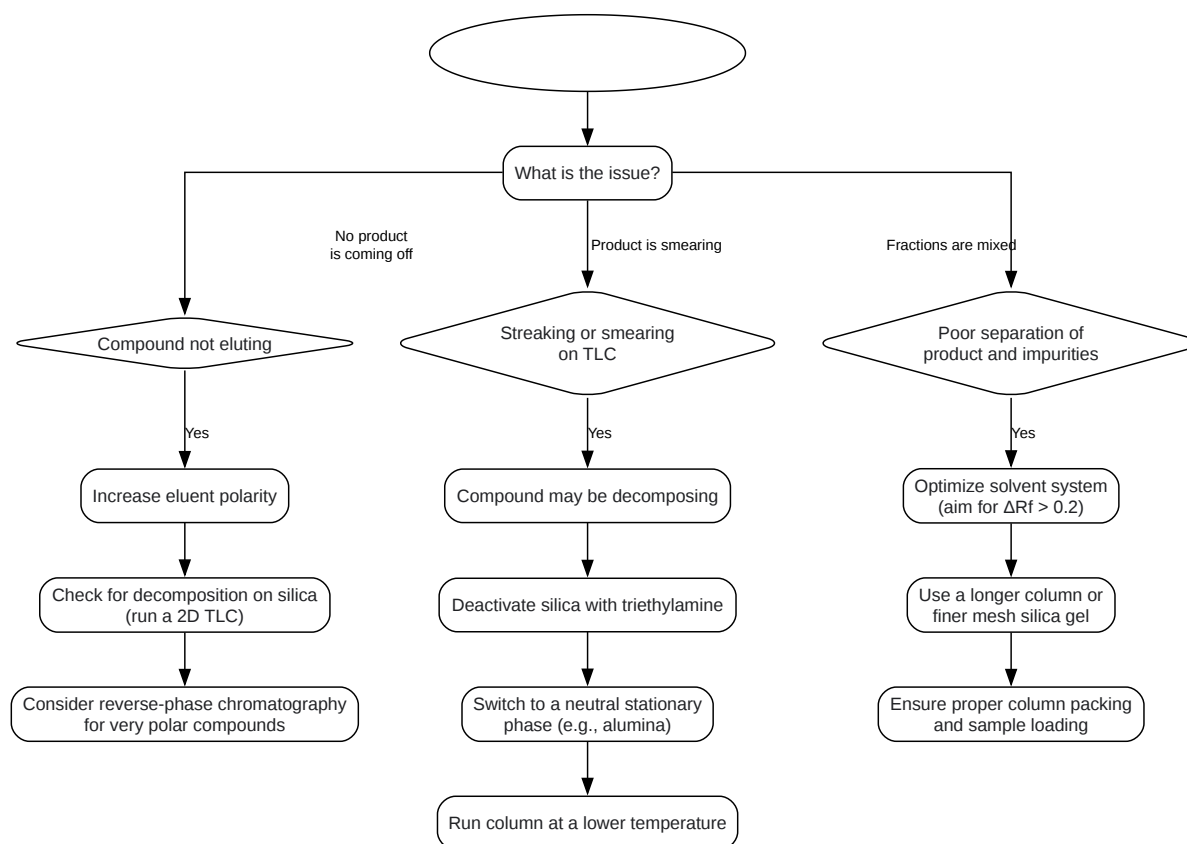 What is the issue?
No product
is coming off
Product is smearing
Fractions are mixed
Compound not eluting
Streaking or smearing
on TLC
Poor separation of
product and impurities
Yes
Yes
Yes
Increase eluent polarity
Compound may be decomposing
Optimize solvent system
(aim for ΔRf > 0.2)
Check for decomposition on silica
(run a 2D TLC)
Deactivate silica with triethylamine
Use a longer column or
finer mesh silica gel
Consider reverse-phase chromatography
for very polar compounds
Switch to a neutral stationary
phase (e.g., alumina)
Ensure proper column packing
and sample loading
Run column at a lower temperature